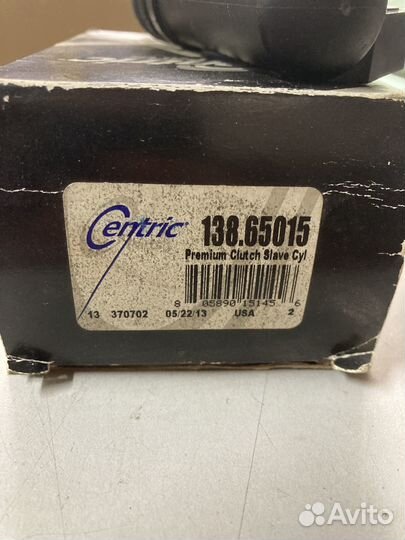 Centric 138.65015
Premium Clutch Slave Cyl
8 05890 15145 6
13 370702 05/22/13 USA 2
Avito